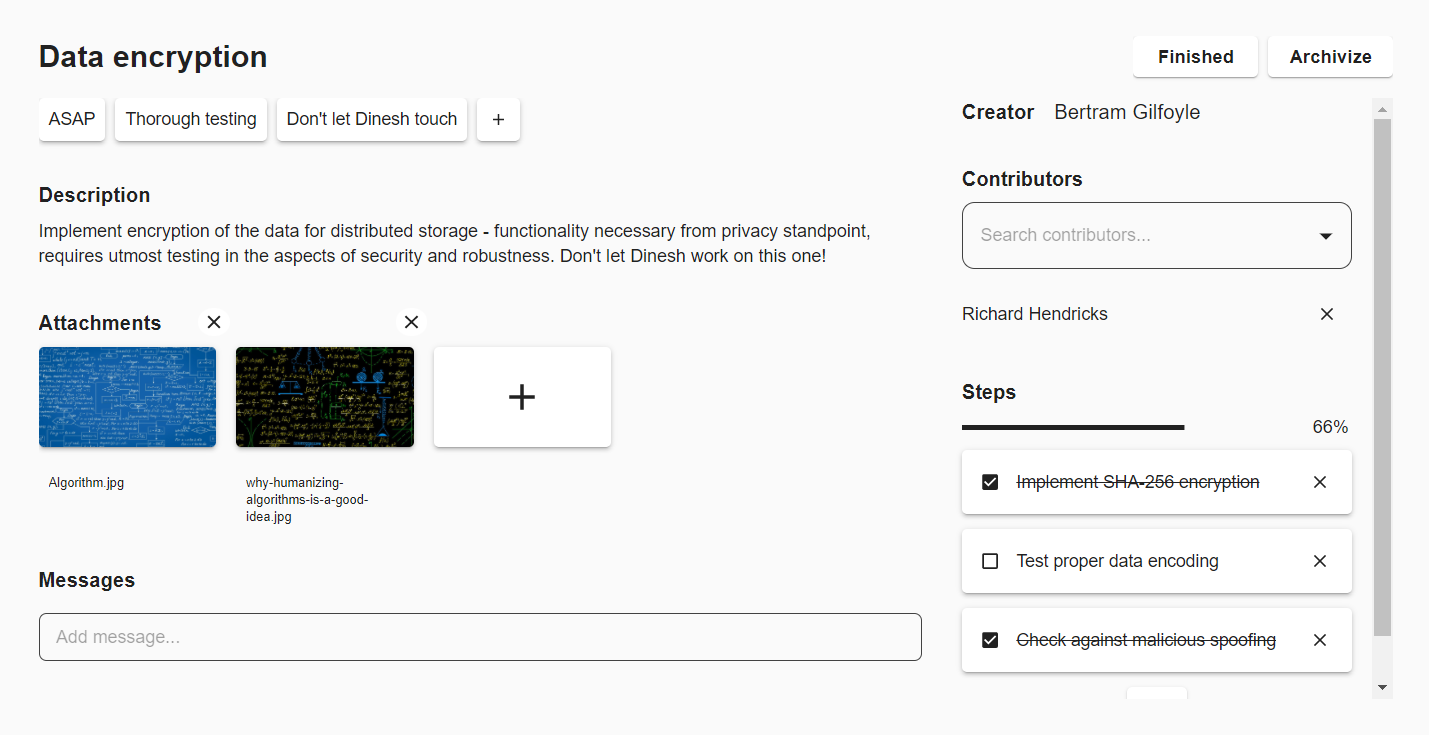 Data encryption
Finished
Archivize
ASAP
Thorough testing
Don't let Dinesh touch
+
Description
Implement encryption of the data for distributed storage - functionality necessary from privacy standpoint,
requires utmost testing in the aspects of security and robustness. Don't let Dinesh work on this one!
Attachments
Algorithm.jpg
why-humanizing-
algorithms-is-a-good-
idea.jpg
Messages
Add message...
Creator Bertram Gilfoyle
Contributors
Search contributors...
Richard Hendricks
Steps
66%
Implement SHA-256 encryption
Test proper data encoding
Check against malicious spoofing